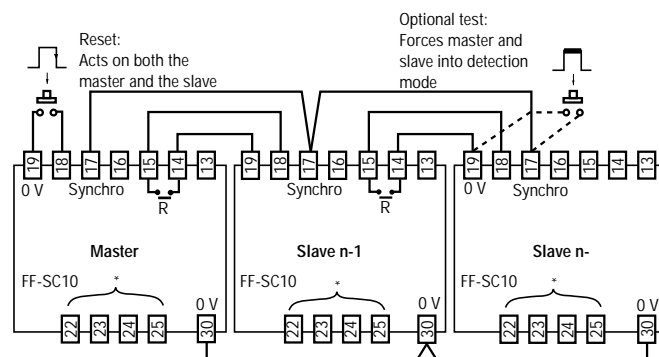 Reset:
Acts on both the
master and the slave
Optional test:
Forces master and
slave into detection
mode
19 18 17 16 15 14 13
0 V Synchro
R
Master
FF-SC10 *
0 V
22 23 24 25 30
19 18 17 16 15 14 13
Synchro
R
Slave n-1
FF-SC10 *
0 V
22 23 24 25 30
19 18 17 16 15 14 13
0 V Synchro
Slave n-
FF-SC10 *
0 V
22 23 24 25 30